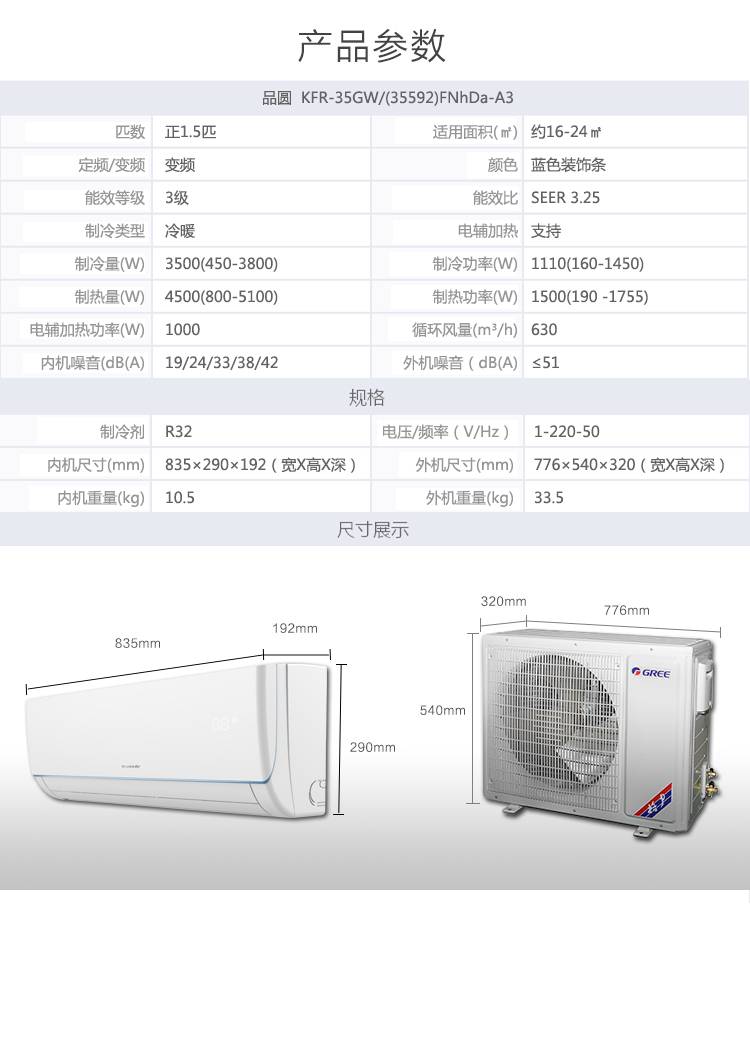 产品参数
品圆 KFR-35GW/(35592)FNhDa-A3
匹数 正1.5匹 适用面积(㎡) 约16-24㎡
定频/变频 变频 颜色 蓝色装饰条
能效等级 3级 能效比 SEER 3.25
制冷类型 冷暖 电辅加热 支持
制冷量(W) 3500(450-3800) 制冷功率(W) 1110(160-1450)
制热量(W) 4500(800-5100) 制热功率(W) 1500(190 -1755)
电辅加热功率(W) 1000 循环风量(m³/h) 630
内机噪音(dB(A) 19/24/33/38/42 外机噪音（dB(A) ≤51
规格
制冷剂 R32 电压/频率（V/Hz） 1-220-50
内机尺寸(mm) 835×290×192（宽X高X深） 外机尺寸(mm) 776×540×320（宽X高X深）
内机重量(kg) 10.5 外机重量(kg) 33.5
尺寸展示
320mm
776mm
192mm
835mm
GREE
540mm
290mm